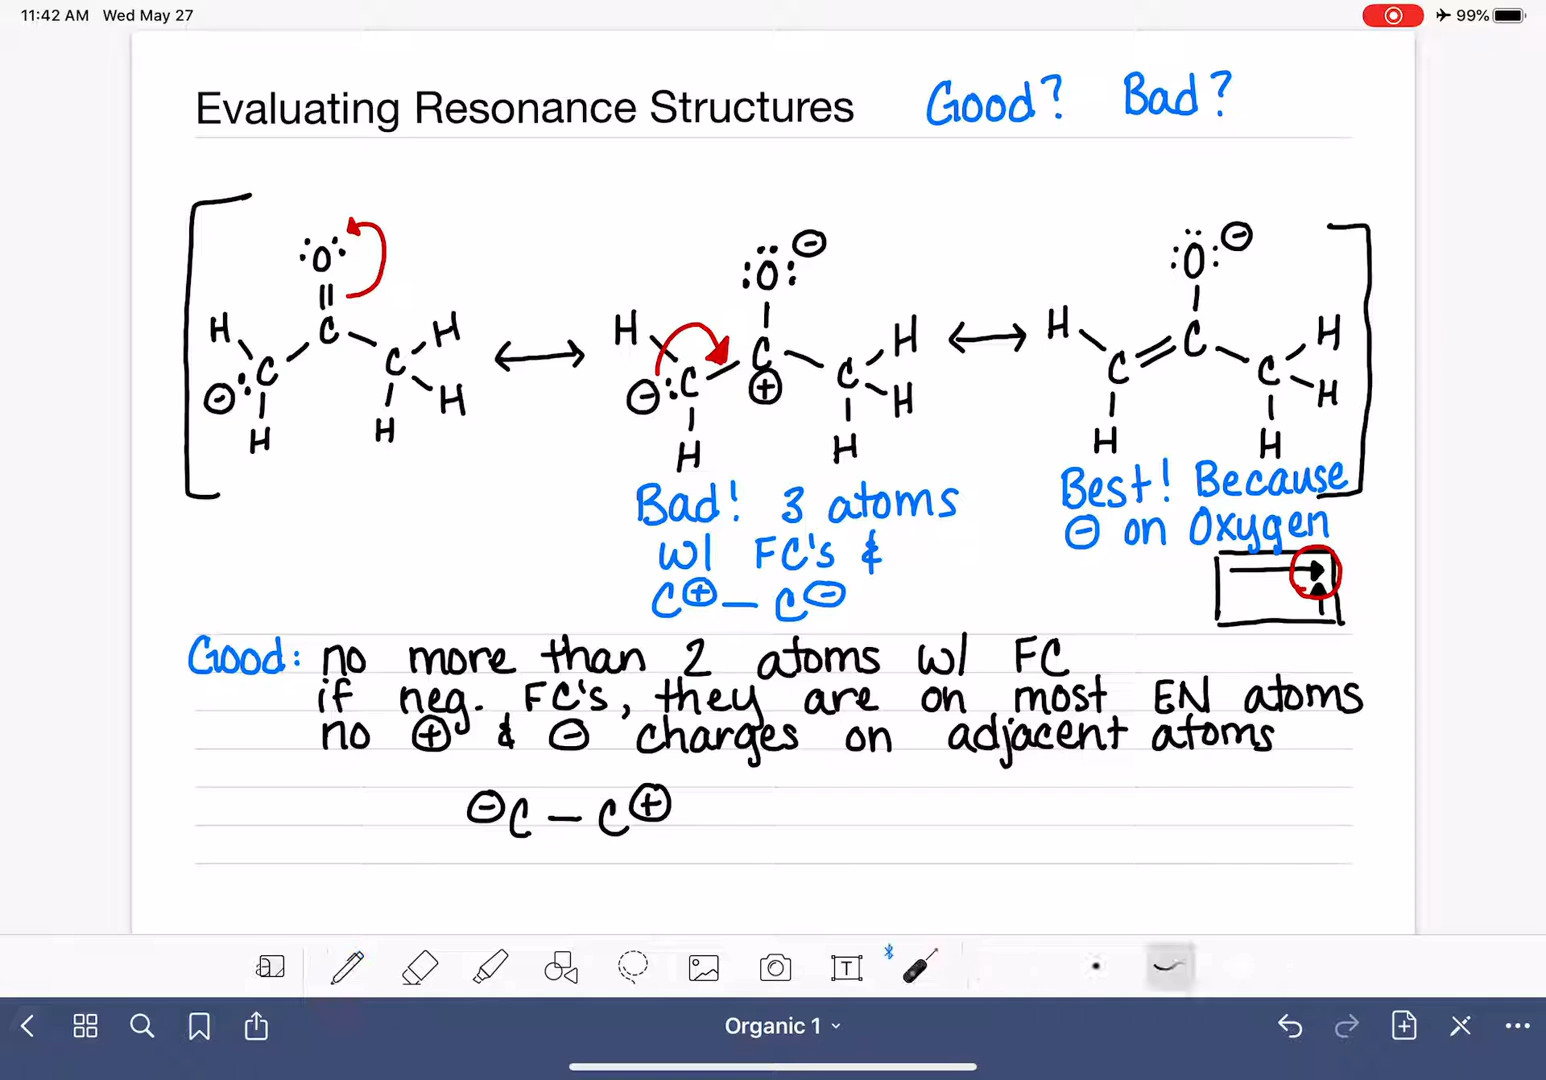 11:42 AM Wed May 27
99%
Evaluating Resonance Structures Good? Bad?
:O:
H
C
H
C
C
⊖:
H
H
H
:Ö: ⊖
H
C
H
⊖:C
⊕
C
H
H
H
:Ö: ⊖
H
C
H
C
C
H
H
H
Bad! 3 atoms
w/ FC's &
C⊕ – C⊖
Best! Because
⊖ on Oxygen
Good: no more than 2 atoms w/ FC
if neg. FC's, they are on most EN atoms
no ⊕ & ⊖ charges on adjacent atoms
⊖C – C⊕
T
Organic 1